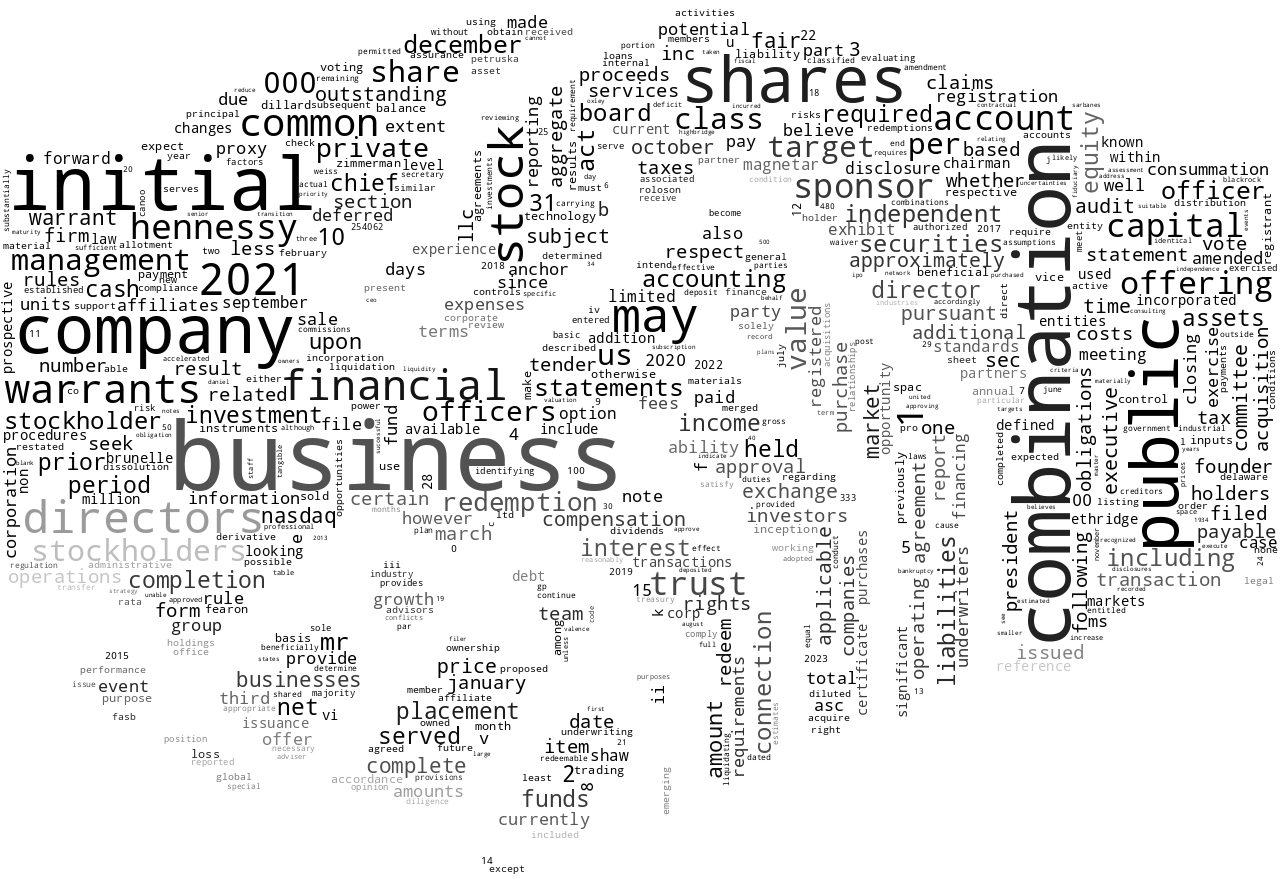 activities
using made
potential
without obtain received
members u fair 22
permitted december cannot
portion inc taken liability part 3
voting assurance petruska
loans internal classified evaluating
000 share asset
proceeds fiscal amendment
remaining
reduce outstanding
services shares claims
due dillard subsequent
oxley deficit incurred 18 registration contractual sarbanes
principal balance
reviewing 25 aggregate requirement board class risks required account accounts
changes common check extent
stock reporting results act serve current highbridge redemptions
expect year proxy private
october pay believe target end requires per based relating likely equity known
forward factors zimmerman level
investments day taxes partner magnetar disclosure chairman within
20 weiss secretary
carrying must 6 associated condition whether uncertainties fiduciary assessment consummation
substantially initial serves canoo actual priority chief similar
31 roloson receive sponsor respective address blackrock
section
agreements llc technology b 12 480 combinations well officer
warrant senior transition deferred 254062
become holder independent authorized 2017 audit suitable distribution
maturity hennessy three 10
subject also 500 exhibit waiver require entity capital events registrant
firm law sufficient allotment
experience determined respect general securities assumptions meet identical vote
material two less february
management payment new
days 2018 anchor 34 intend effective parties approximately vice statement amended
rules established cash compliance 2021
present since accounting ipo network beneficial purchased used independence exercised
prospective units support affiliates september
ceo controls specific deposit finance director direct active offering
expenses iv limited behalf value industries accordingly time incorporated
11 company sale commissions
corporate review entered may party registered acquisitions pursuant entities consulting assets
terms addition solely additional costs
upon
basic us subscription record purchase relationships post 29 standards sec meeting closing exercise outside
number able accelerated result incorporation owners
described 2020 july sheet
liquidation liquidity tender otherwise 2022 plans partners criteria payments committee acquisition
warrants co related daniel either financial
make statements materials market opportunity spac annual 7 june materially tax
risk notes power
valuation 9 fees paid merged term united approving particular control
stockholder 50 investment
officers option income gross pro 1 one targets government industrial
procedures obligation instruments although file
available 4 include 40 held defined 1 inputs
restated seek
fund successful ability indicate laws expected obligations executive master prices
corporation non blank prior brunelle dissolution
business staff tangible opportunities use 28 identifying 100 f approval previously report financing completed founder
period duties regarding delaware
million information sold
certain redemption satisfy exchange 333 00 creditors holders
months 30 note provided listing order
directors nasdaq
however compensation investors believes ethridge space 1934 filed
professional 2013
plan c ltd dividends approve inception cause president november recognized payable
derivative e
march
stockholders looking
0 interest effect working applicable conduct 5 agreement following execute case none
possible
reasonably transactions adopted companies purchases liabilities underwriters disclosures including
regulation administrative table
iii industry 2019 bankruptcy transaction 24
operations completion
provides debt 15 trust deposited operating recorded legal
transfer strategy unable
growth 19 gp continue treasury estimated
rata approved rule
advisors team code rights certificate see markets
form fearon
conflicts valence k corp equal entitled
group par among unless august smaller ms
sole comply increase
holdings office basis mr
filer full issued
2015 states beneficially provide
ownership redeem connection 2023 significant reference
performance determine
price proposed
issue event businesses
january purposes total 13
purpose third shared majority
member affiliate ii requirements diluted
fasb appropriate net vi
placement first amount asc
issuance
owned month date acquire
position offer
served v underwriting estimates right
necessary
agreed future item 21 shaw
loss adviser
large redeemable liquidating dated
reported
complete
global accordance provisions least 2 trading
special opinion
amounts 8 emerging
diligence funds
currently
included
14
except